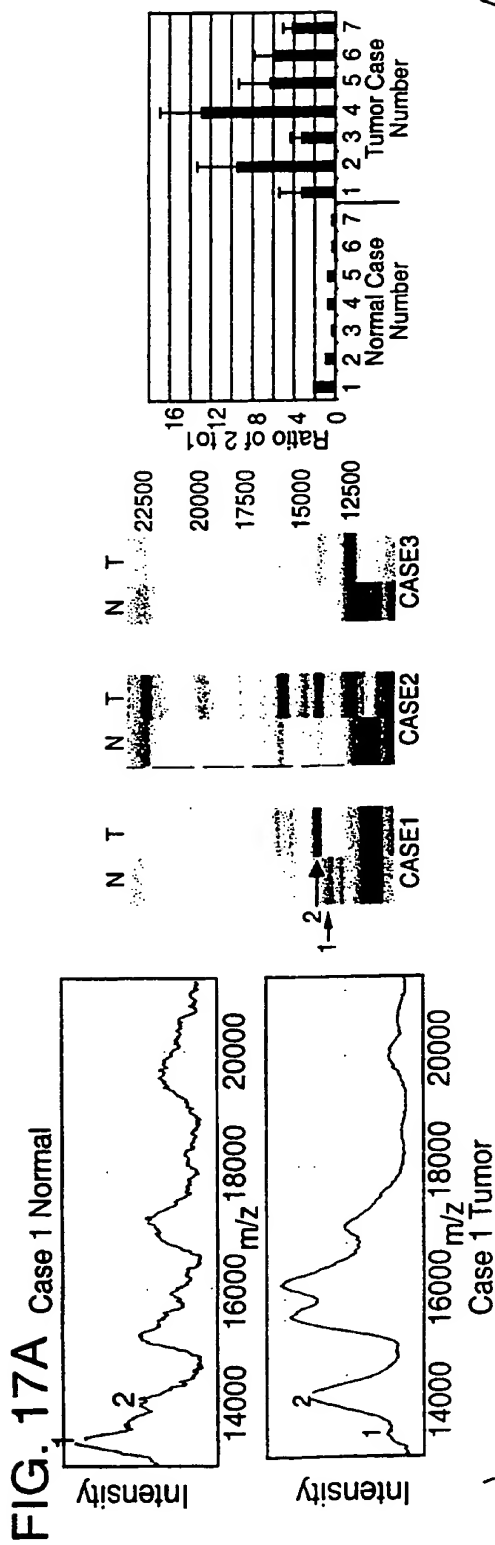 FIG. 17A Case 1 Normal
Intensity
1
2
14000 16000 18000 20000
m/z
Intensity
1
2
14000 16000 18000 20000
m/z
Case 1 Tumor
N T
1
2
CASE1
N T
CASE2
N T
CASE3
22500
20000
17500
15000
12500
Ratio of 2 to1
16
12
8
4
0
1 2 3 4 5 6 7 1 2 3 4 5 6 7
Normal Case Number
Tumor Case Number